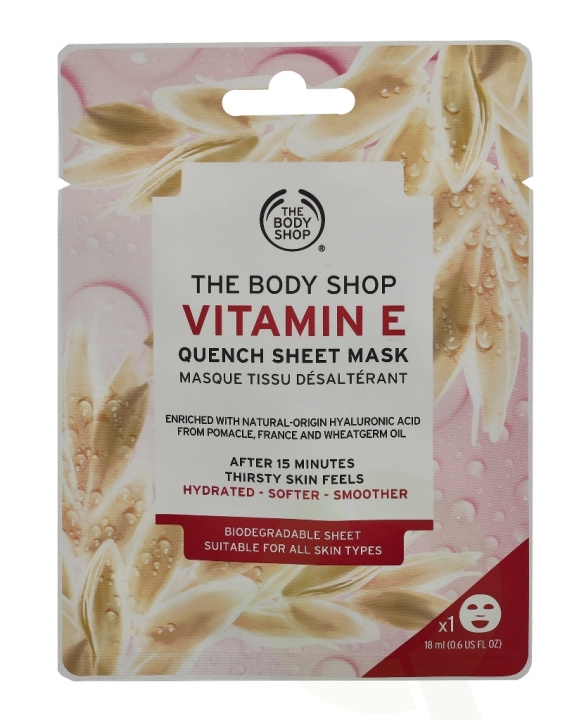 THE
BODY
SHOP
®
THE BODY SHOP
VITAMIN E
QUENCH SHEET MASK
MASQUE TISSU DÉSALTÉRANT
ENRICHED WITH NATURAL-ORIGIN HYALURONIC ACID
FROM POMACLE, FRANCE AND WHEATGERM OIL
AFTER 15 MINUTES
THIRSTY SKIN FEELS
HYDRATED - SOFTER - SMOOTHER
BIODEGRADABLE SHEET
SUITABLE FOR ALL SKIN TYPES
x1
18 ml (0.6 US FL OZ)